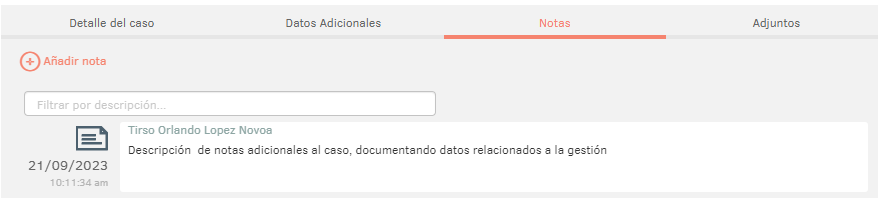 Detalle del caso
Datos Adicionales
Notas
Adjuntos
Añadir nota
Filtrar por descripción...
Tirso Orlando Lopez Novoa
Descripción de notas adicionales al caso, documentando datos relacionados a la gestión
21/09/2023
10:11:34 am